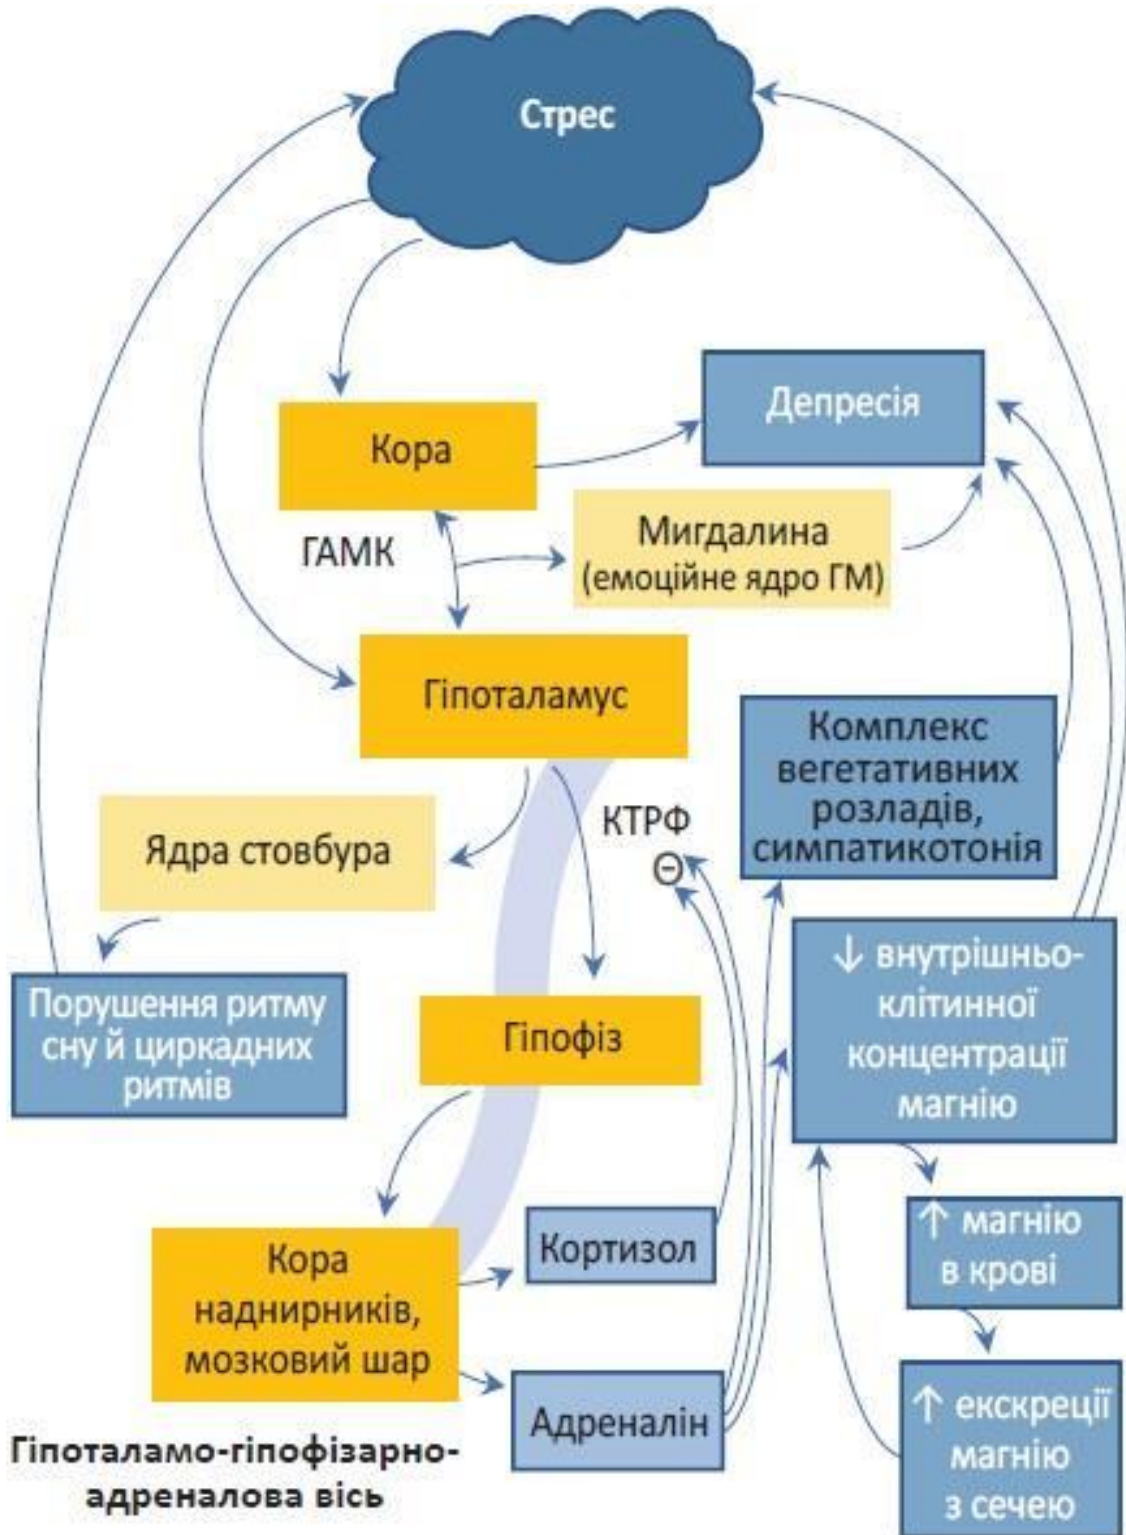 Стрес
Депресія
Кора
ГАМК
Мигдалина
(емоційне ядро ГМ)
Гіпоталамус
Комплекс
вегетативних
розладів,
симпатикотонія
КТРФ
Ядра стовбура
↓ внутрішньо-
клітинної
концентрації
магнію
Порушення ритму
сну й циркадних
ритмів
Гіпофіз
↑ магнію
в крові
Кортизол
Кора
наднирників,
мозковий шар
Адреналін
↑ екскреції
магнію
з сечею
Гіпоталамо-гіпофізарно-
адреналова вісь